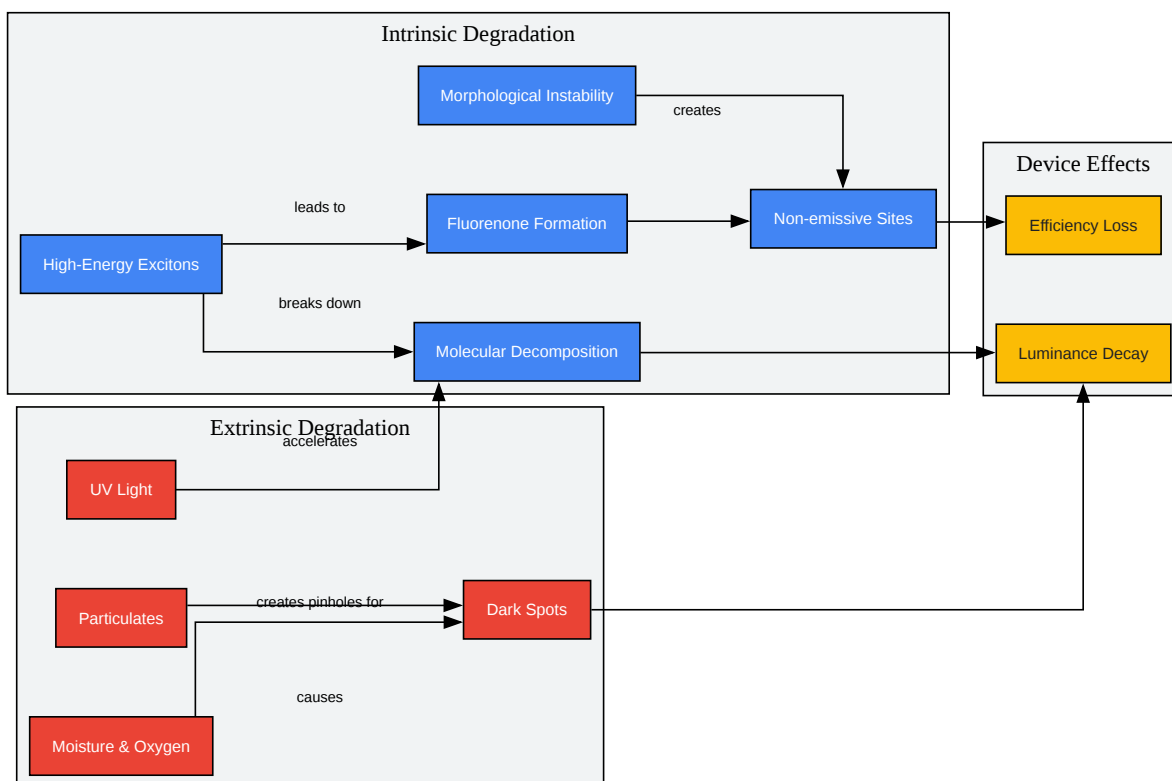 Intrinsic Degradation
Morphological Instability
creates
Device Effects
leads to
Fluorenone Formation
Non-emissive Sites
Efficiency Loss
High-Energy Excitons
breaks down
Molecular Decomposition
Luminance Decay
Extrinsic Degradation
accelerates
UV Light
creates pinholes for
Particulates
Dark Spots
causes
Moisture & Oxygen